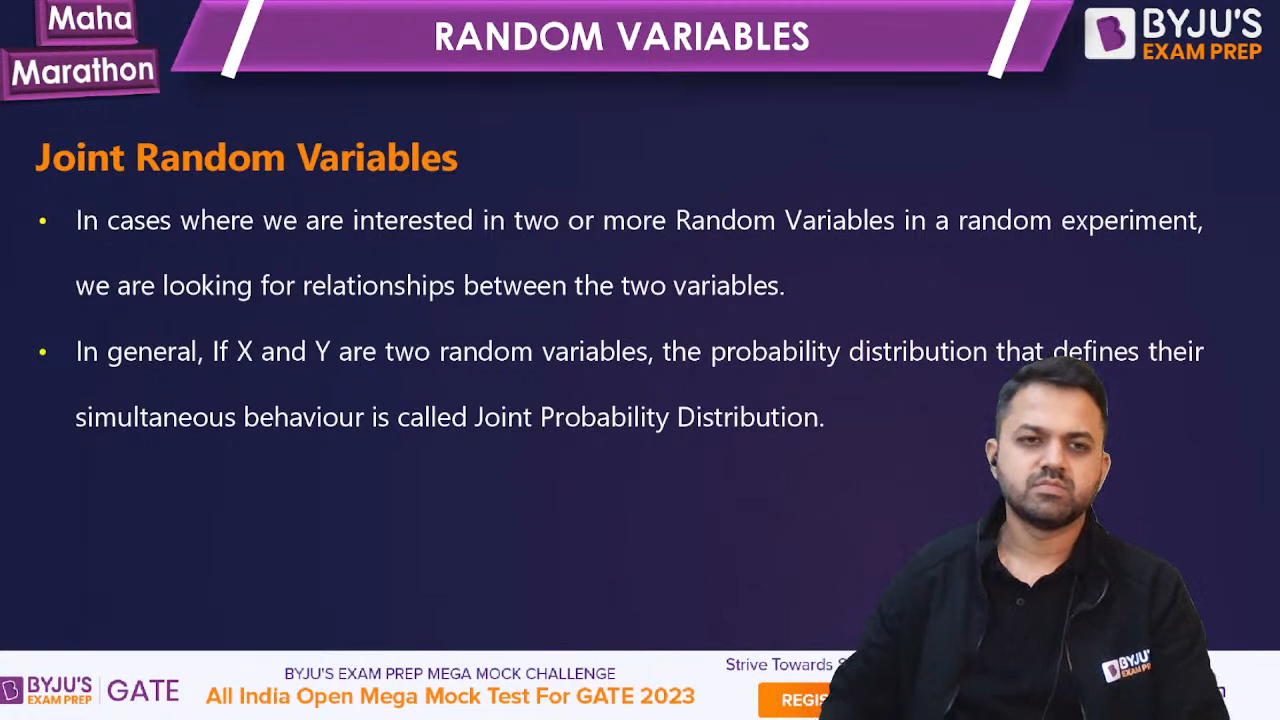 Maha
Marathon
RANDOM VARIABLES
BYJU'S
EXAM PREP
Joint Random Variables
• In cases where we are interested in two or more Random Variables in a random experiment,
we are looking for relationships between the two variables.
• In general, If X and Y are two random variables, the probability distribution that defines their
simultaneous behaviour is called Joint Probability Distribution.
BYJU'S
EXAM PREP
BYJU'S
EXAM PREP
GATE
BYJU'S EXAM PREP MEGA MOCK CHALLENGE
All India Open Mega Mock Test For GATE 2023
Strive Towards